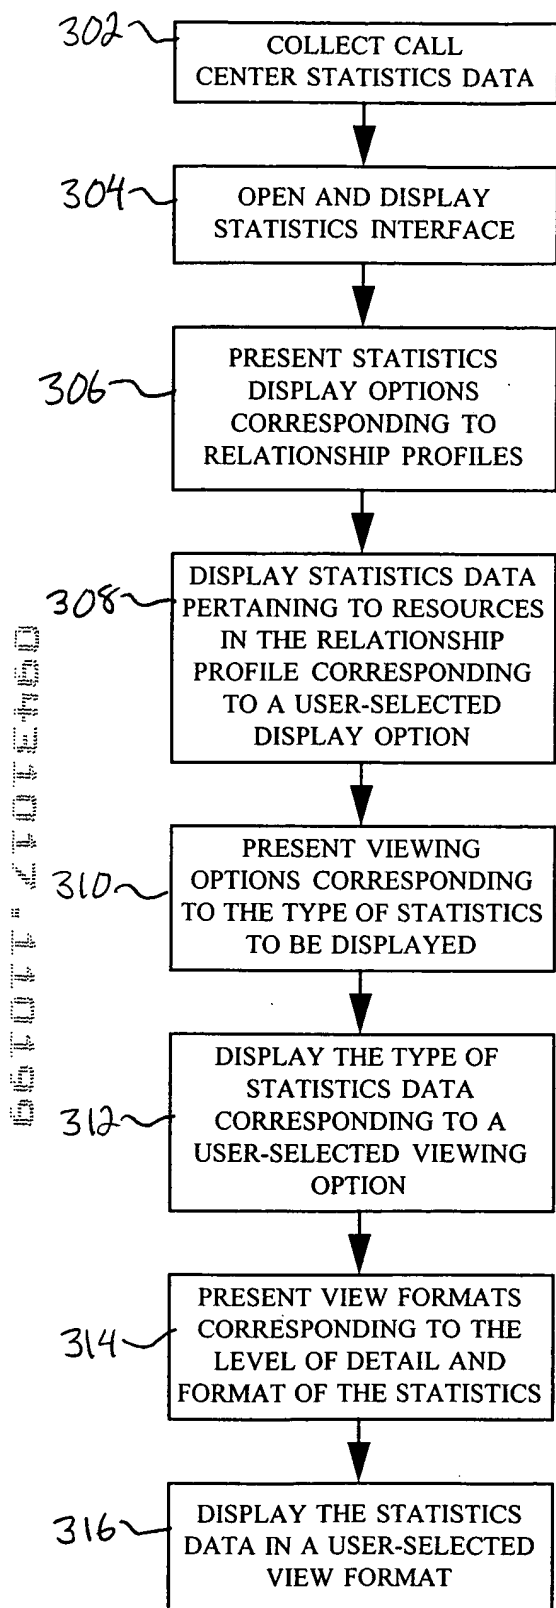 302
COLLECT CALL
CENTER STATISTICS DATA
304
OPEN AND DISPLAY
STATISTICS INTERFACE
306
PRESENT STATISTICS
DISPLAY OPTIONS
CORRESPONDING TO
RELATIONSHIP PROFILES
308
DISPLAY STATISTICS DATA
PERTAINING TO RESOURCES
IN THE RELATIONSHIP
PROFILE CORRESPONDING
TO A USER-SELECTED
DISPLAY OPTION
310
PRESENT VIEWING
OPTIONS CORRESPONDING
TO THE TYPE OF STATISTICS
TO BE DISPLAYED
312
DISPLAY THE TYPE OF
STATISTICS DATA
CORRESPONDING TO A
USER-SELECTED VIEWING
OPTION
314
PRESENT VIEW FORMATS
CORRESPONDING TO THE
LEVEL OF DETAIL AND
FORMAT OF THE STATISTICS
316
DISPLAY THE STATISTICS
DATA IN A USER-SELECTED
VIEW FORMAT
09431017.110199